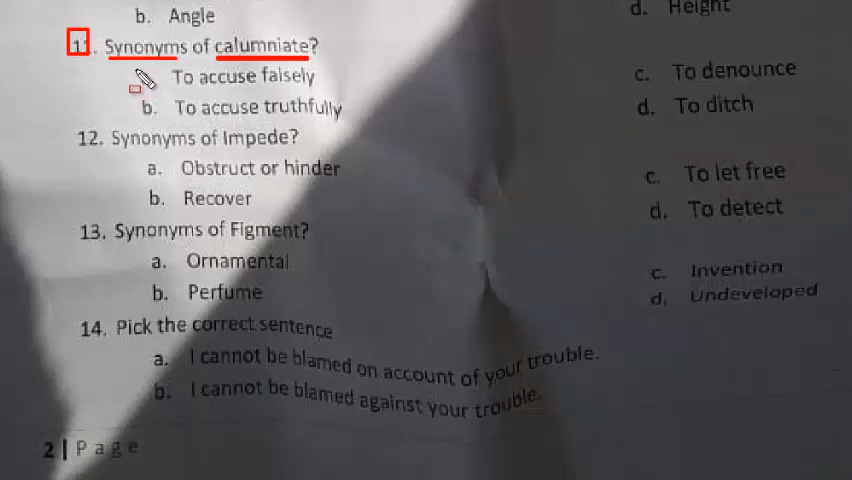 b. Angle
d. Height
11. Synonyms of calumniate?
To accuse falsely
c. To denounce
b. To accuse truthfully
d. To ditch
12. Synonyms of Impede?
a. Obstruct or hinder
c. To let free
b. Recover
d. To detect
13. Synonyms of Figment?
a. Ornamental
c. Invention
b. Perfume
d. Undeveloped
14. Pick the correct sentence
a. I cannot be blamed on account of your trouble.
b. I cannot be blamed against your trouble.
2 | P a g e